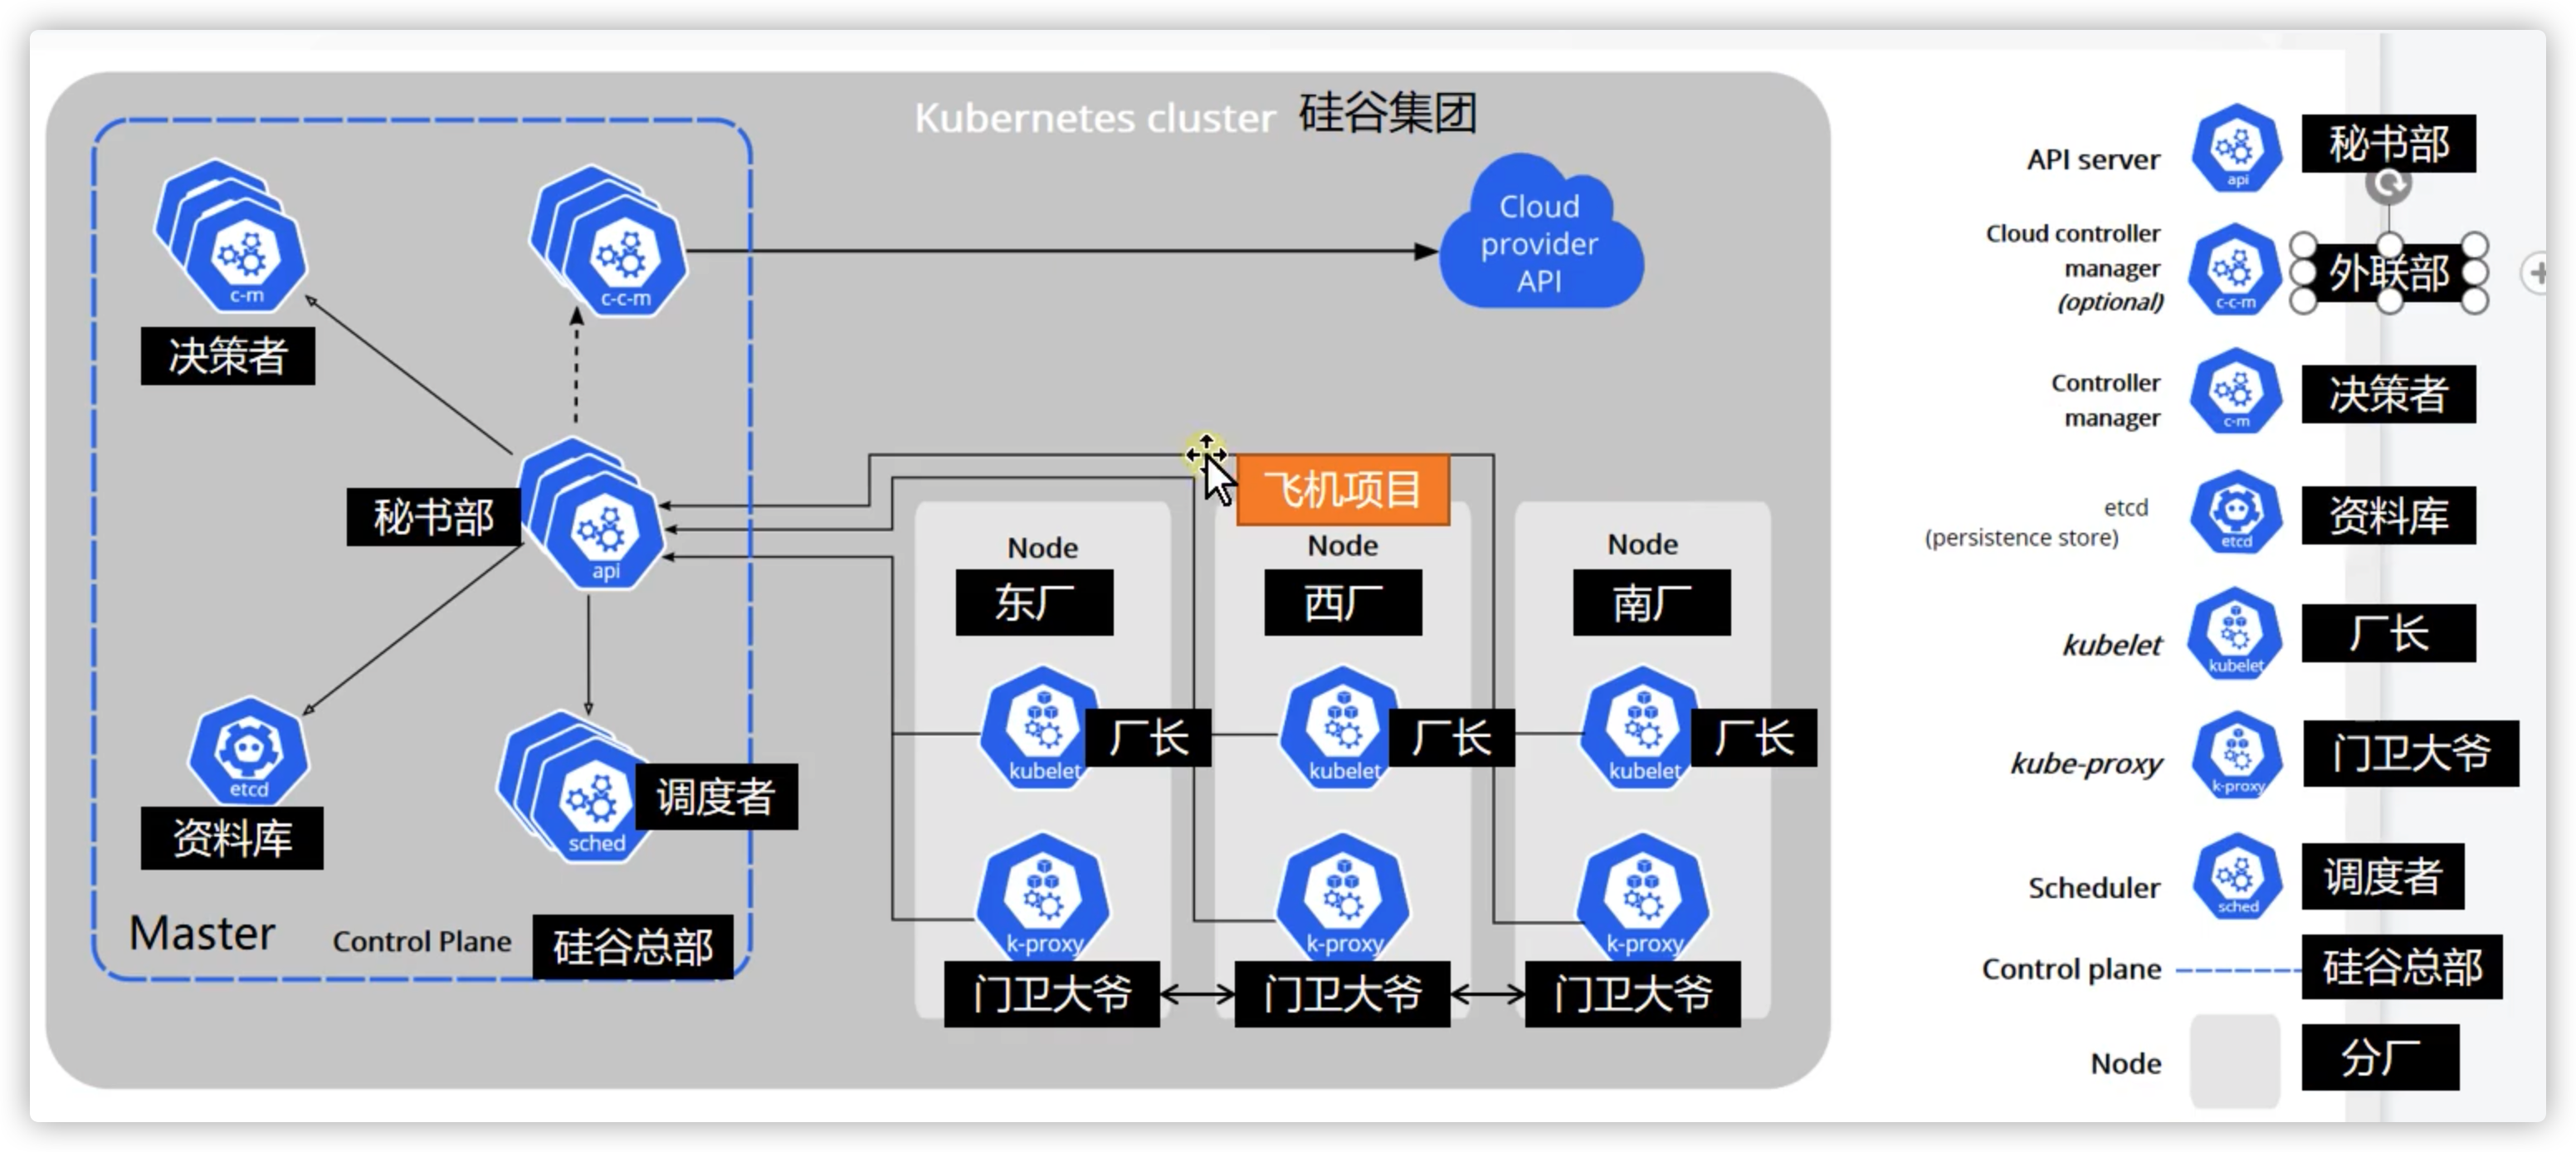 Kubernetes cluster 硅谷集团
c-m
决策者
c-c-m
Cloud
provider
API
秘书部
api
飞机项目
etcd
资料库
sched
调度者
Master
Control Plane
硅谷总部
Node
东厂
kubelet
厂长
k-proxy
门卫大爷
Node
西厂
kubelet
厂长
k-proxy
门卫大爷
Node
南厂
kubelet
厂长
k-proxy
门卫大爷
API server
api
秘书部
Cloud controller
manager
(optional)
c-c-m
外联部
Controller
manager
c-m
决策者
etcd
(persistence store)
etcd
资料库
kubelet
kubelet
厂长
kube-proxy
k-proxy
门卫大爷
Scheduler
sched
调度者
Control plane
硅谷总部
Node
分厂